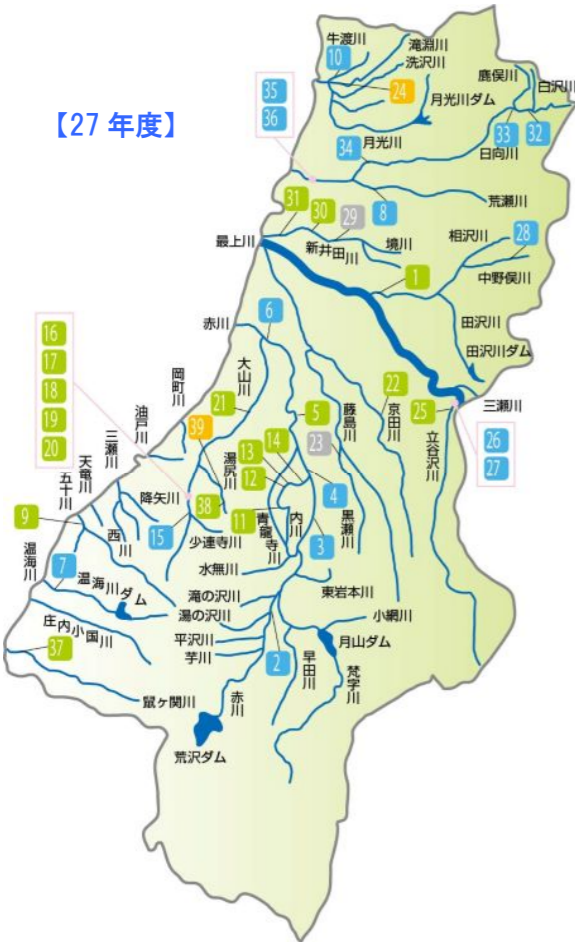 【27年度】
牛渡川
滝淵川
洗沢川
10
24
月光川ダム
鹿俣川
白沢川
35
36
34
月光川
33
32
日向川
8
荒瀬川
31
30
29
最上川
新井田川
境川
相沢川
28
中野俣川
1
田沢川
田沢川ダム
6
赤川
大山川
岡町川
油戸川
三瀬川
天竜川
五十川
16
17
18
19
20
21
39
湯尻川
13
14
12
5
23
藤島川
22
京田川
25
三瀬川
立谷沢川
26
27
9
降矢川
38
11
青龍寺川
内川
4
黒瀬川
西川
15
少連寺川
3
温海川
7
温海川ダム
水無川
滝の沢川
東岩本川
湯の沢川
小網川
庄内小国川
平沢川
芋川
2
早田川
月山ダム
梵字川
37
鼠ヶ関川
赤川
荒沢ダム